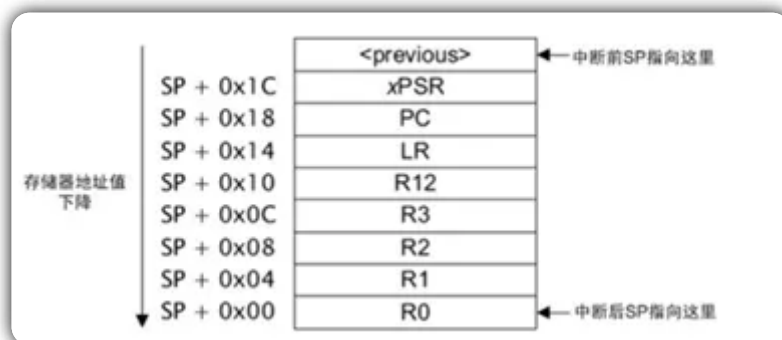 <previous>
中断前SP指向这里
SP + 0x1C
xPSR
SP + 0x18
PC
SP + 0x14
LR
存储器地址值
下降
SP + 0x10
R12
SP + 0x0C
R3
SP + 0x08
R2
SP + 0x04
R1
SP + 0x00
R0
中断后SP指向这里